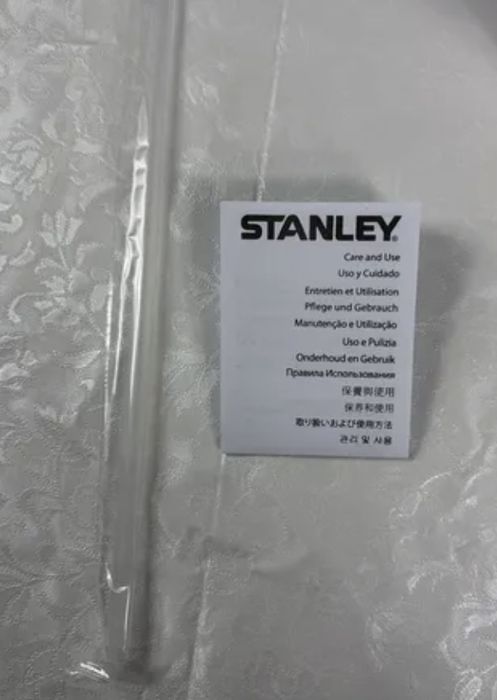 STANLEY®
Care and Use
Uso y Cuidado
Entretien et Utilisation
Pflege und Gebrauch
Manutenção e Utilização
Uso e Pulizia
Onderhoud en Gebruik
Правила Использования
保養與使用
保养和使用
取り扱いおよび使用方法
관리 및 사용